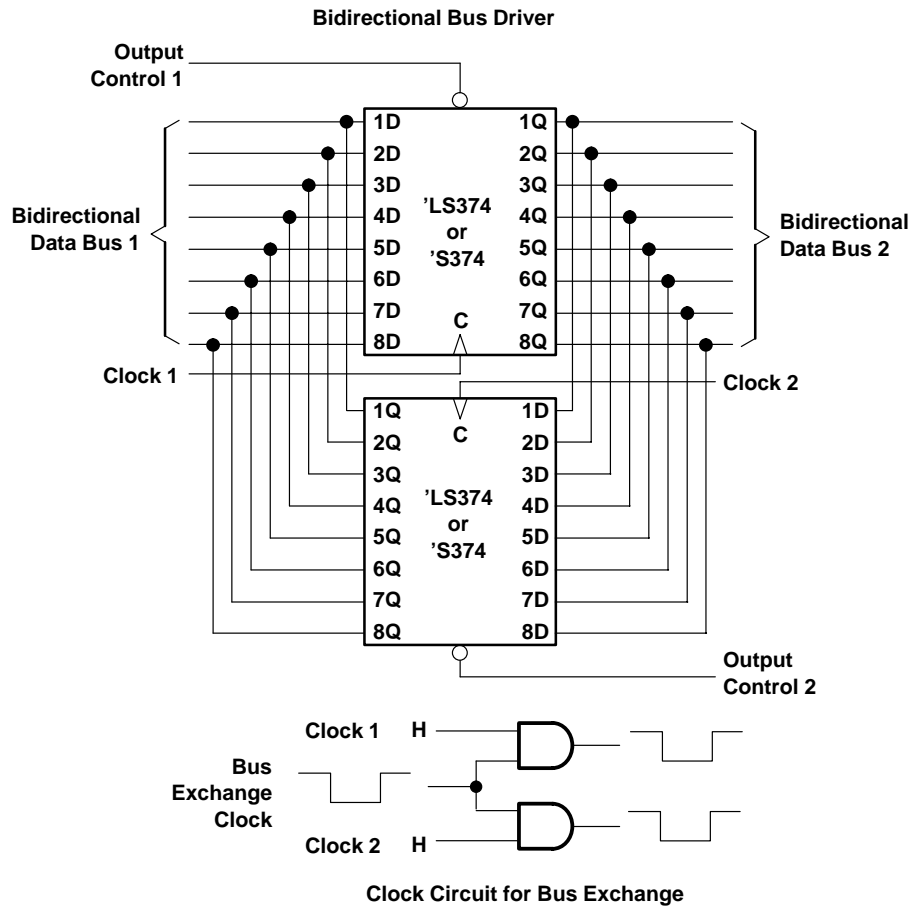 Bidirectional Bus Driver
Output
Control 1
Bidirectional
Data Bus 1
1D
2D
3D
4D
5D
6D
7D
8D
’LS374
or
’S374
C
1Q
2Q
3Q
4Q
5Q
6Q
7Q
8Q
Bidirectional
Data Bus 2
Clock 1
Clock 2
1Q
2Q
3Q
4Q
5Q
6Q
7Q
8Q
C
’LS374
or
’S374
1D
2D
3D
4D
5D
6D
7D
8D
Output
Control 2
Clock 1 H
Bus
Exchange
Clock
Clock 2 H
Clock Circuit for Bus Exchange